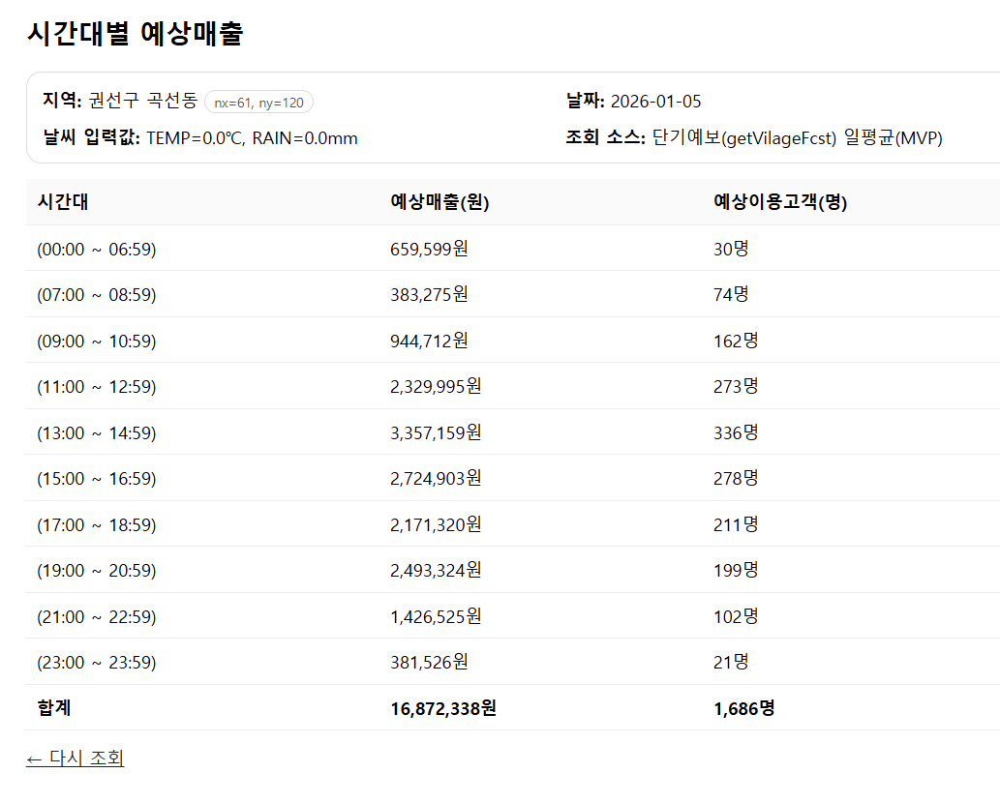 시간대별 예상매출
지역: 권선구 곡선동 nx=61, ny=120
날짜: 2026-01-05
날씨 입력값: TEMP=0.0℃, RAIN=0.0mm
조회 소스: 단기예보(getVilageFcst) 일평균(MVP)
시간대 예상매출(원) 예상이용고객(명)
(00:00 ~ 06:59) 659,599원 30명
(07:00 ~ 08:59) 383,275원 74명
(09:00 ~ 10:59) 944,712원 162명
(11:00 ~ 12:59) 2,329,995원 273명
(13:00 ~ 14:59) 3,357,159원 336명
(15:00 ~ 16:59) 2,724,903원 278명
(17:00 ~ 18:59) 2,171,320원 211명
(19:00 ~ 20:59) 2,493,324원 199명
(21:00 ~ 22:59) 1,426,525원 102명
(23:00 ~ 23:59) 381,526원 21명
합계 16,872,338원 1,686명
← 다시 조회